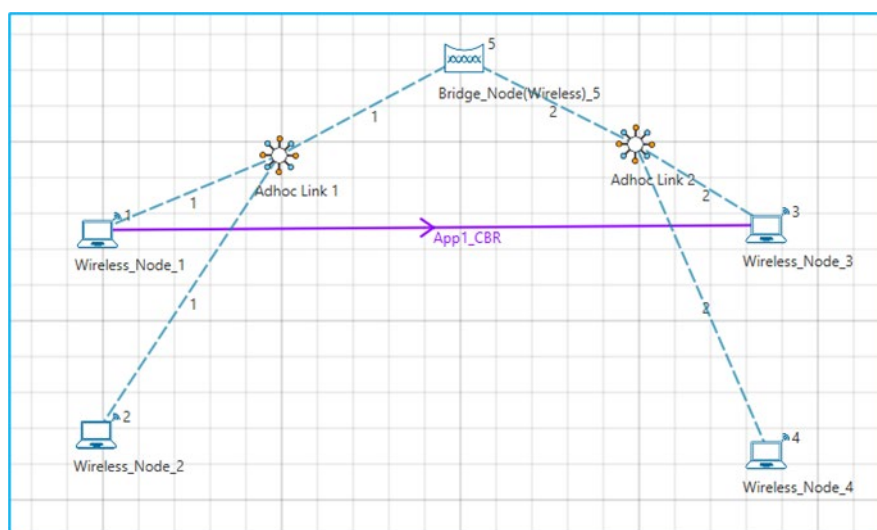 5
Bridge_Node(Wireless)_5
1
2
Adhoc Link 1
Adhoc Link 2
1
2
1
3
App1_CBR
Wireless_Node_1
Wireless_Node_3
1
2
2
4
Wireless_Node_2
Wireless_Node_4